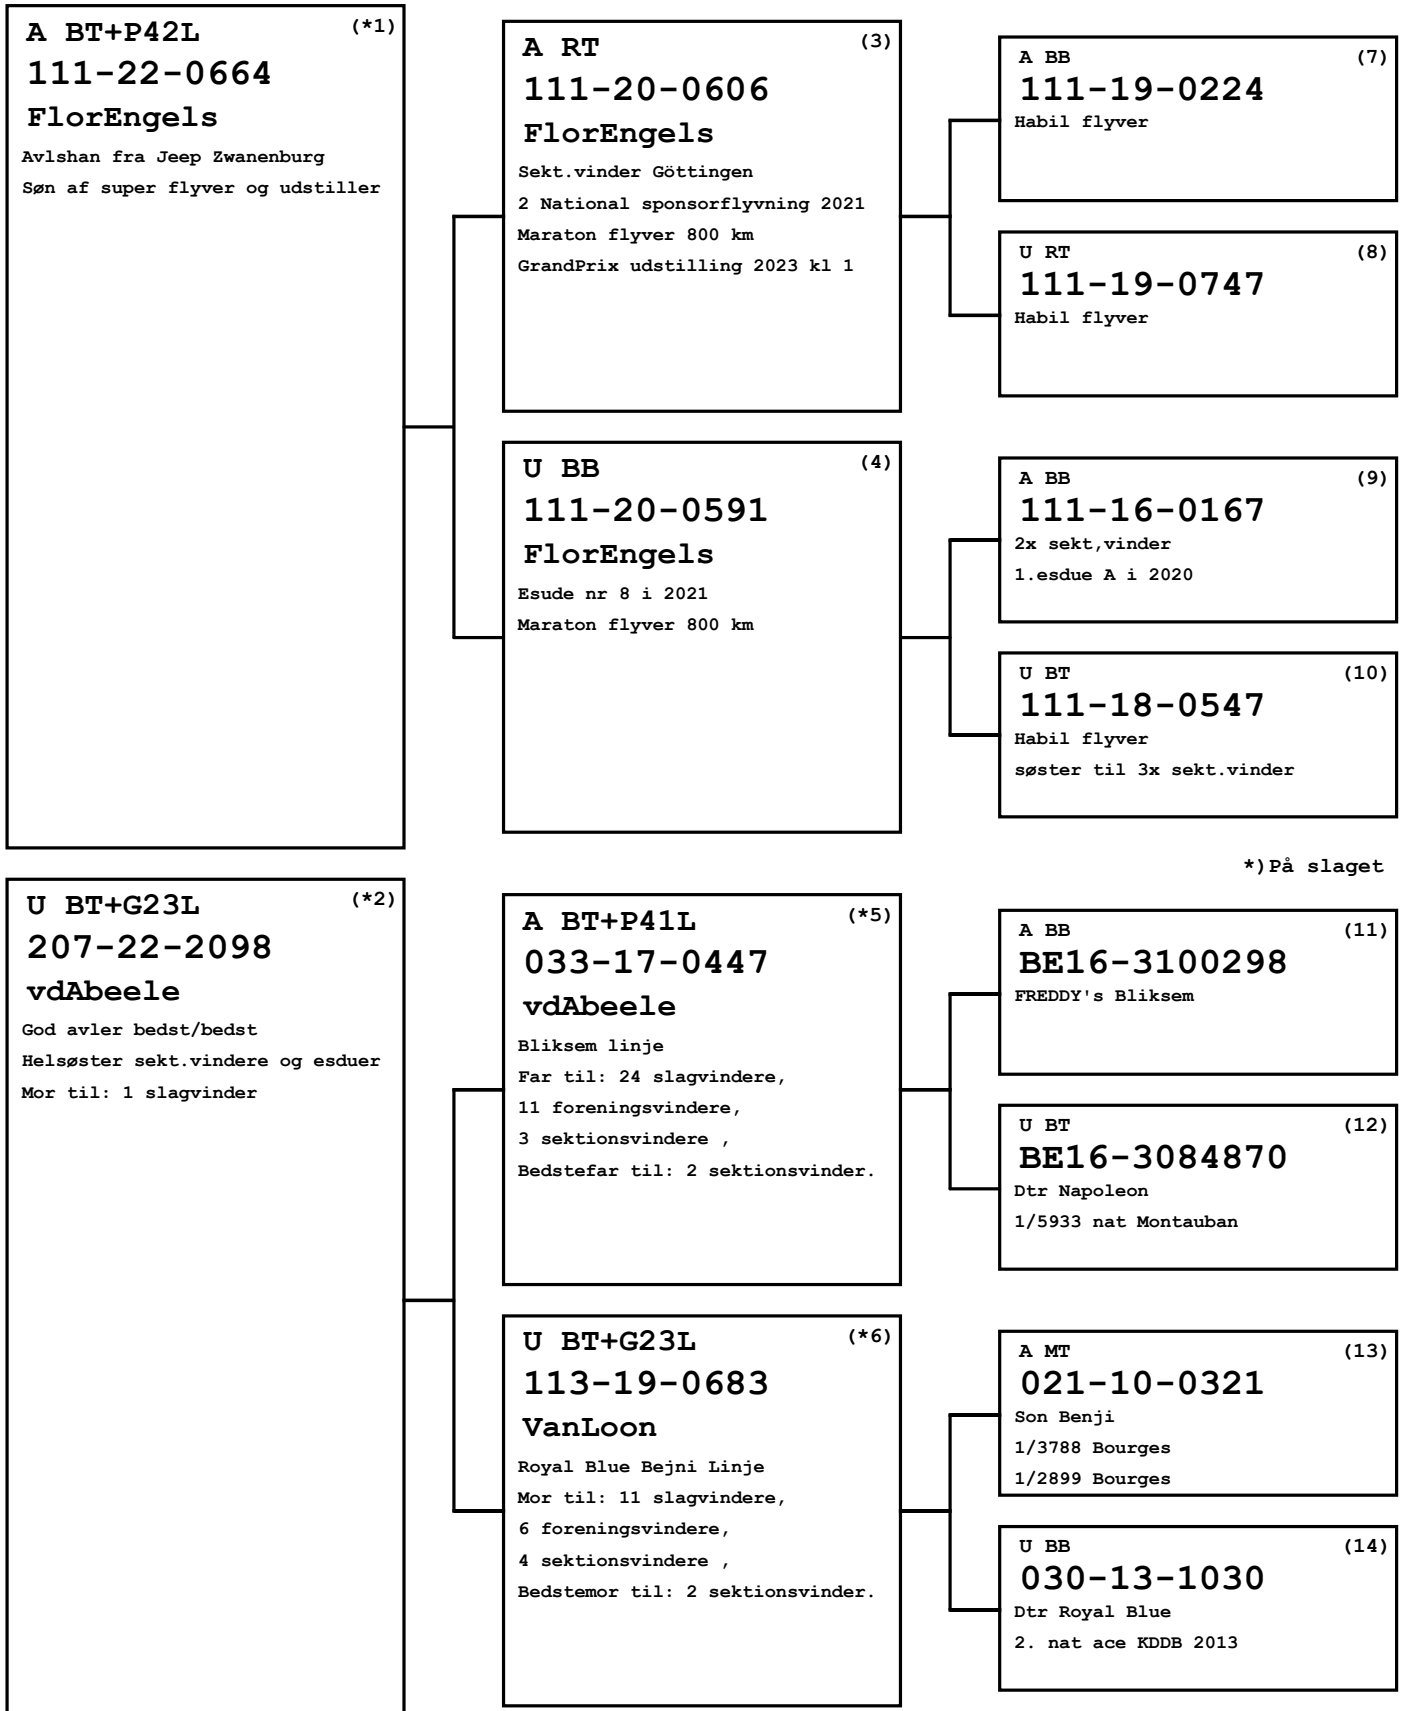 A BT+P42L (*1)
111-22-0664
FlorEngels
Avlshan fra Jeep Zwanenburg
Søn af super flyver og udstiller
A RT (3)
111-20-0606
FlorEngels
Sekt.vinder Göttingen
2 National sponsorflyvning 2021
Maraton flyver 800 km
GrandPrix udstilling 2023 kl 1
A BB (7)
111-19-0224
Habil flyver
U RT (8)
111-19-0747
Habil flyver
U BB (4)
111-20-0591
FlorEngels
Esude nr 8 i 2021
Maraton flyver 800 km
A BB (9)
111-16-0167
2x sekt,vinder
1.esdue A i 2020
U BT (10)
111-18-0547
Habil flyver
søster til 3x sekt.vinder
*)På slaget
U BT+G23L (*2)
207-22-2098
vdAbeele
God avler bedst/bedst
Helsøster sekt.vindere og esduer
Mor til: 1 slagvinder
A BT+P41L (*5)
033-17-0447
vdAbeele
Bliksem linje
Far til: 24 slagvindere,
11 foreningsvindere,
3 sektionsvindere ,
Bedstefar til: 2 sektionsvinder.
A BB (11)
BE16-3100298
FREDDY's Bliksem
U BT (12)
BE16-3084870
Dtr Napoleon
1/5933 nat Montauban
U BT+G23L (*6)
113-19-0683
VanLoon
Royal Blue Bejni Linje
Mor til: 11 slagvindere,
6 foreningsvindere,
4 sektionsvindere ,
Bedstemor til: 2 sektionsvinder.
A MT (13)
021-10-0321
Son Benji
1/3788 Bourges
1/2899 Bourges
U BB (14)
030-13-1030
Dtr Royal Blue
2. nat ace KDDB 2013